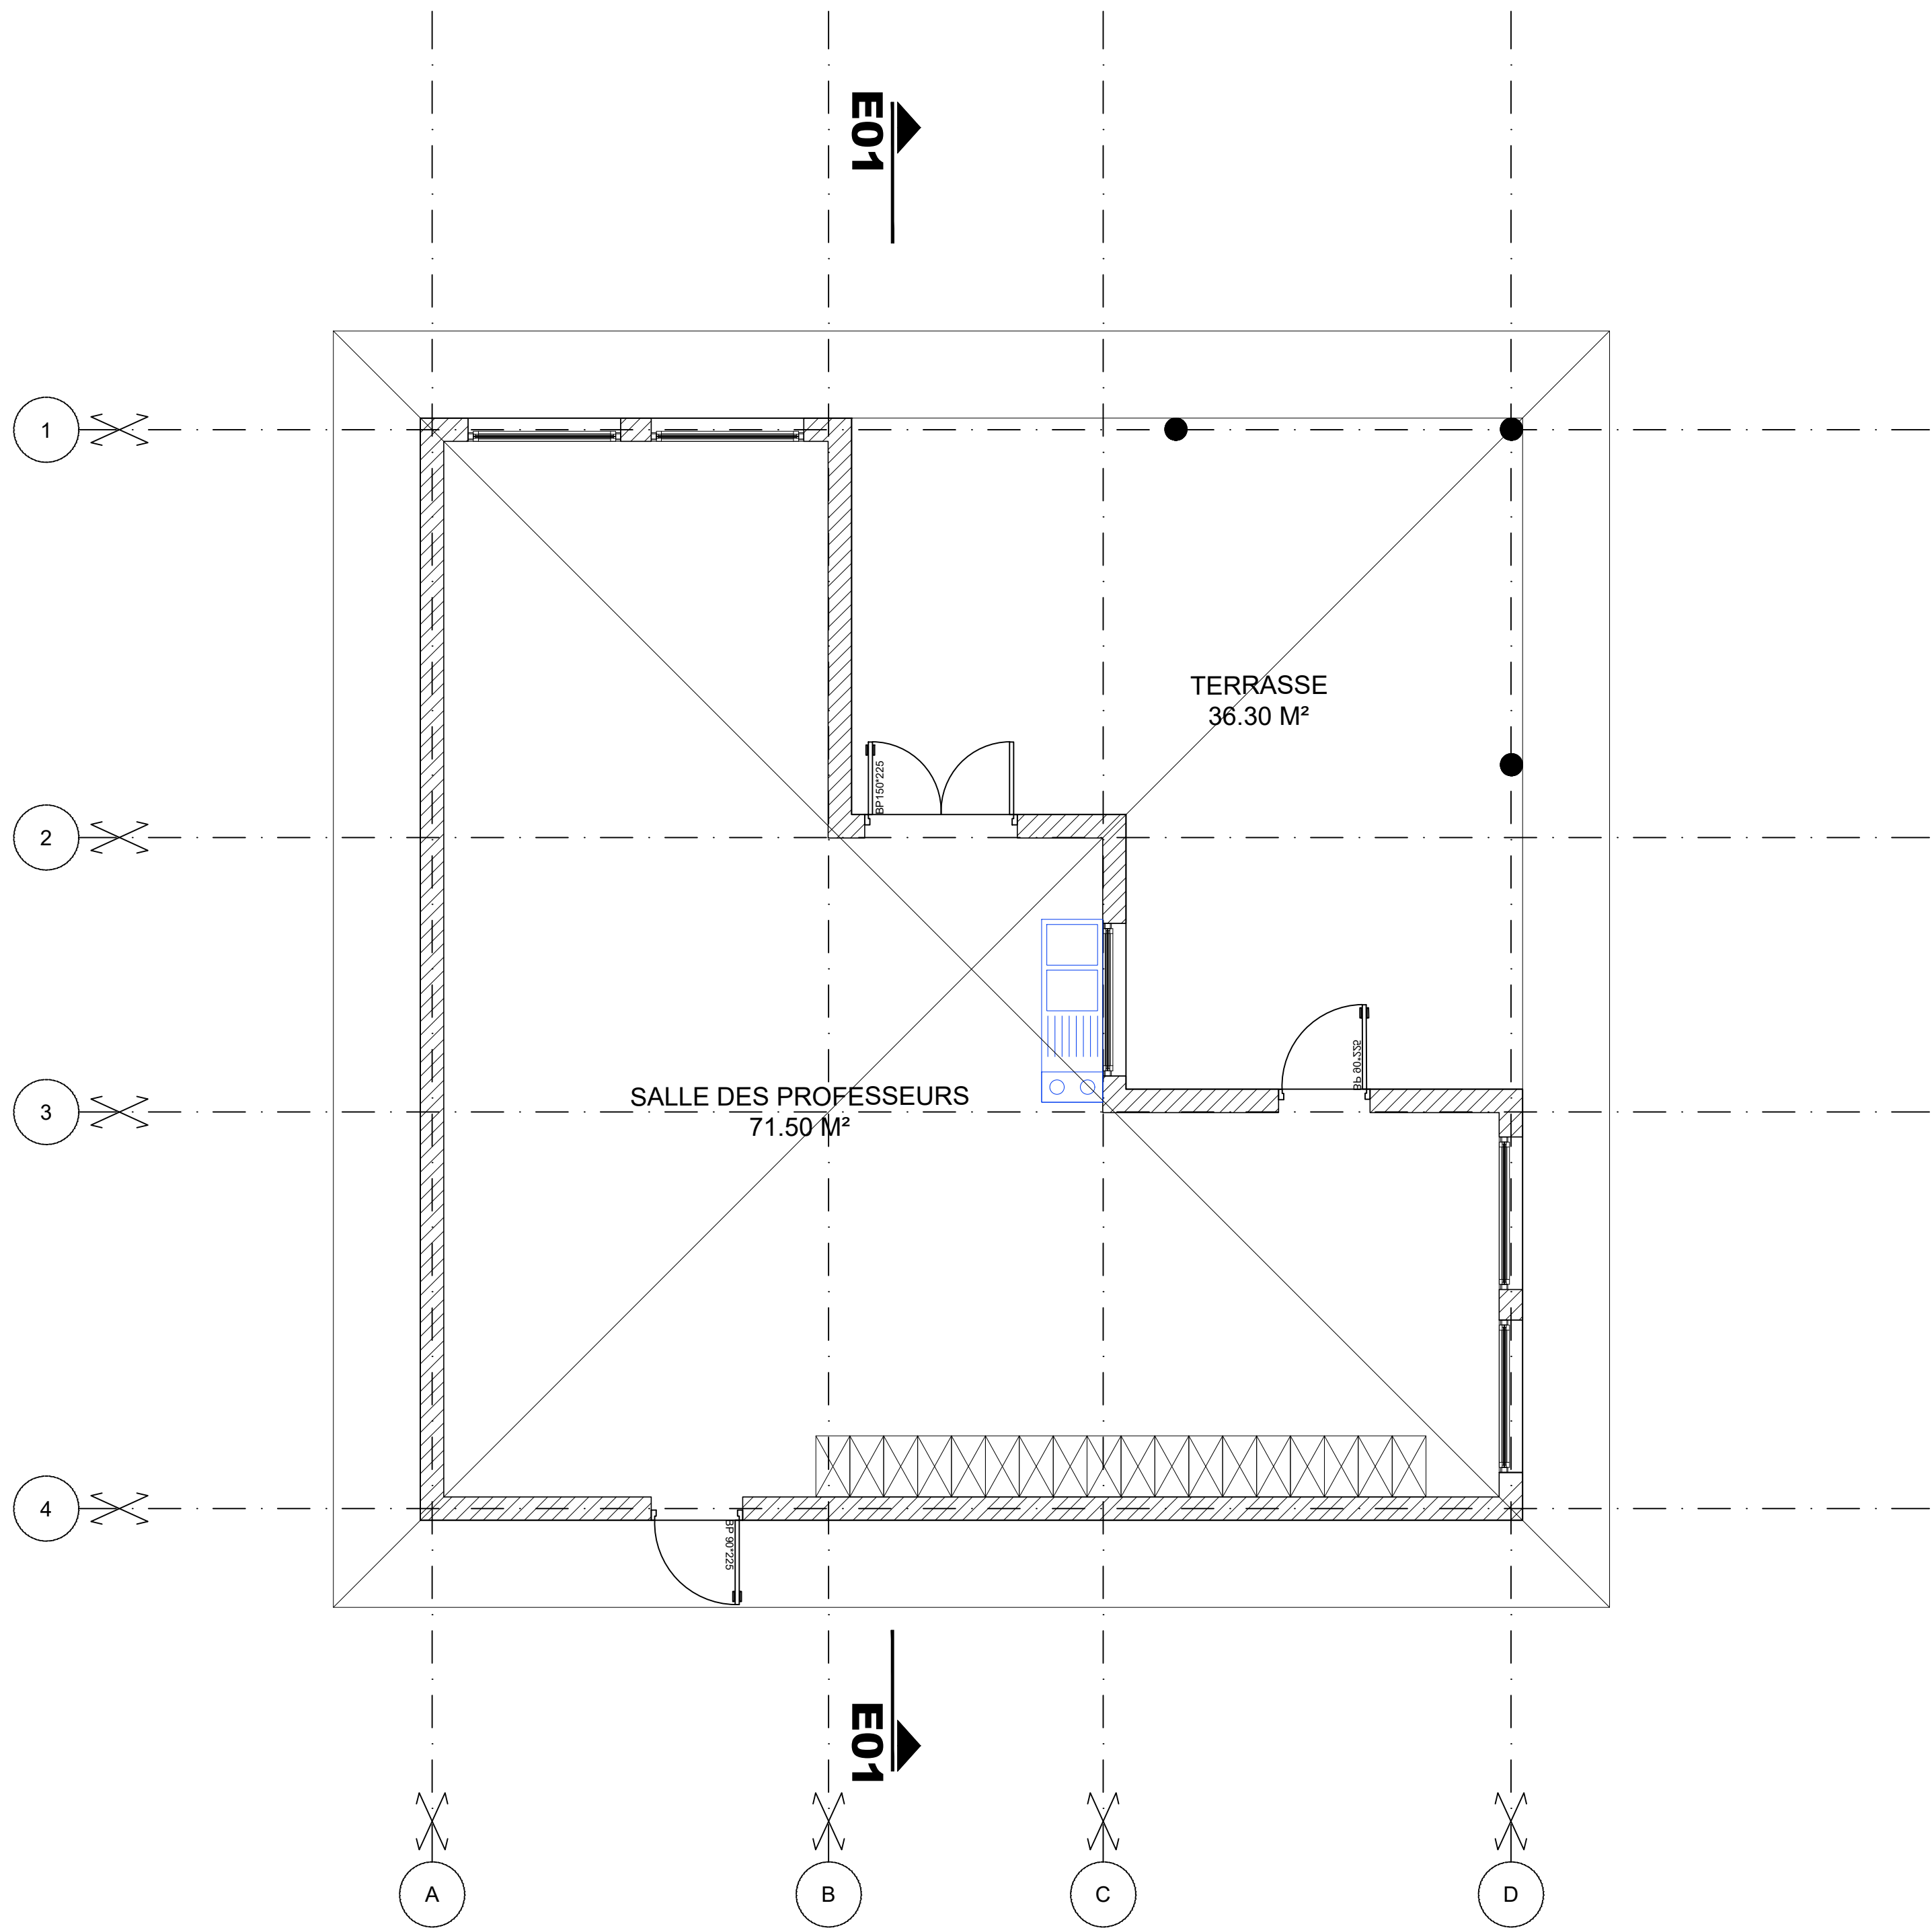 E01
1
BP150*225
TERRASSE
36.30 M²
2
BP 90*225
SALLE DES PROFESSEURS
71.50 M²
3
4
BP 90*225
E01
A
B
C
D